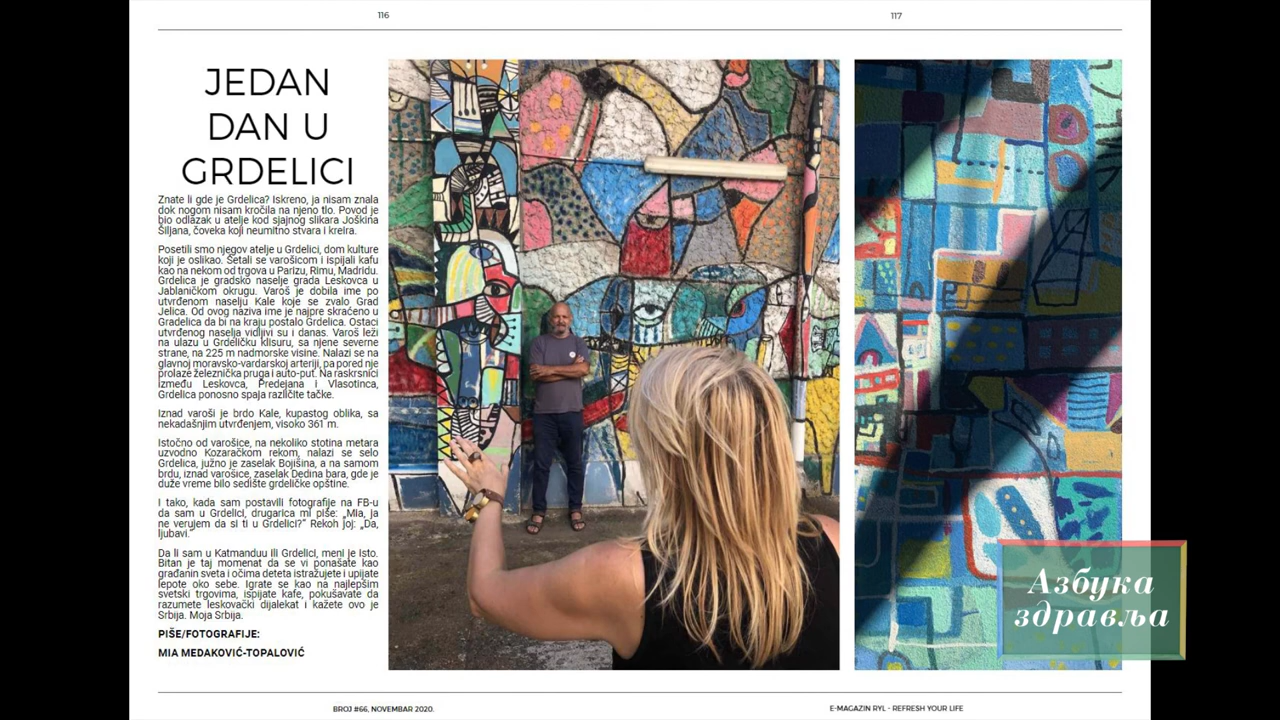 116
117
JEDAN
DAN U
GRDELICI
Znate li gde je Grdelica? Iskreno, ja nisam znala
dok nogom nisam kročila na njeno tlo. Povod je
bio odlazak u atelje kod sjajnog slikara Joškina
Šiljana, čoveka koji neumitno stvara i kreira.
Posetili smo njegov atelje u Grdelici, dom kulture
koji je oslikao. Šetali se varošicom i ispijali kafu
kao na nekom od trgova u Parizu, Rimu, Madridu.
Grdelica je gradsko naselje grada Leskovca u
Jablaničkom okrugu. Varoš je dobila ime po
utvrđenom naselju Kale koje se zvalo Grad
Jelica. Od ovog naziva ime je najpre skraćeno u
Gradelica da bi na kraju postalo Grdelica. Ostaci
utvrđenog naselja vidljivi su i danas. Varoš leži
na ulazu u Grdeličku klisuru, sa njene severne
strane, na 225 m nadmorske visine. Nalazi se na
glavnoj moravsko-vardarskoj arteriji, pa pored nje
prolaze železnička pruga i auto-put. Na raskrsnici
između Leskovca, Predejana i Vlasotinca,
Grdelica ponosno spaja različite tačke.
Iznad varoši je brdo Kale, kupastog oblika, sa
nekadašnjim utvrđenjem, visoko 361 m.
Istočno od varošice, na nekoliko stotina metara
uzvodno Kozaračkom rekom, nalazi se selo
Grdelica, južno je zaselak Bojišina, a na samom
brdu, iznad varošice, zaselak Dedina bara, gde je
duže vreme bilo sedište grdeličke opštine.
I tako, kada sam postavili fotografije na FB-u
da sam u Grdelici, drugarica mi piše: „Mia, ja
ne verujem da si ti u Grdelici?“ Rekoh joj: „Da,
ljubavi.“
Da li sam u Katmanduu ili Grdelici, meni je isto.
Bitan je taj momenat da se vi ponašate kao
građanin sveta i očima deteta istražujete i upijate
lepote oko sebe. Igrate se kao na najlepšim
svetski trgovima, ispijate kafe, pokušavate da
razumete leskovački dijalekat i kažete ovo je
Srbija. Moja Srbija.
PIŠE/FOTOGRAFIJE:
MIA MEDAKOVIĆ-TOPALOVIĆ
Азбука
здравља
BROJ #66, NOVEMBAR 2020.
E-MAGAZIN RYL - REFRESH YOUR LIFE